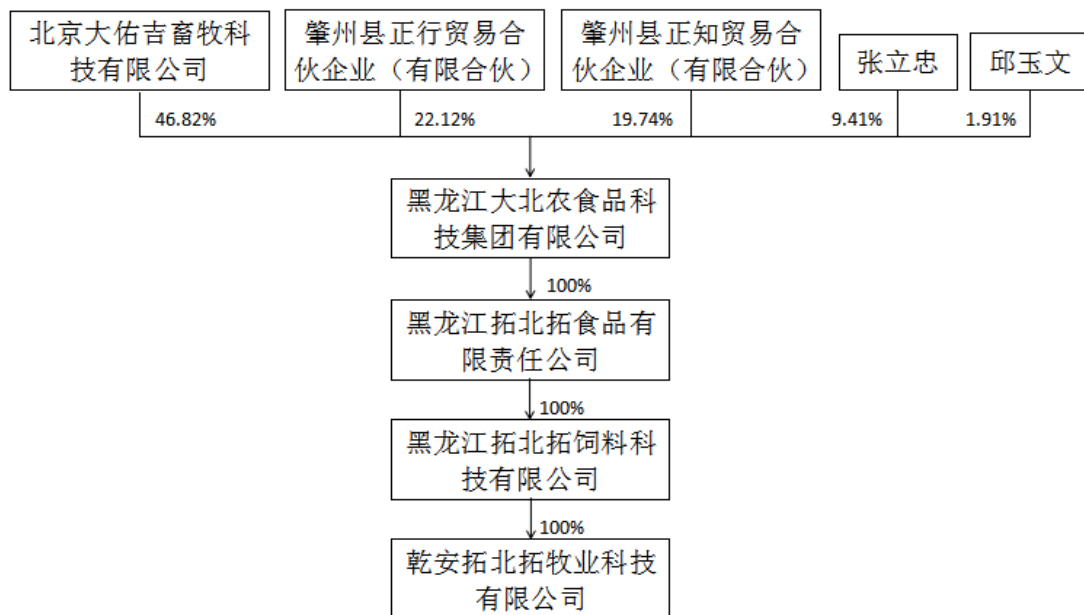 北京大佑吉畜牧科
技有限公司
肇州县正行贸易合
伙企业（有限合伙）
肇州县正知贸易合
伙企业（有限合伙）
张立忠
邱玉文
46.82%
22.12%
19.74%
9.41%
1.91%
黑龙江大北农食品科
技集团有限公司
100%
黑龙江拓北拓食品有
限责任公司
100%
黑龙江拓北拓饲料科
技有限公司
100%
乾安拓北拓牧业科技
有限公司